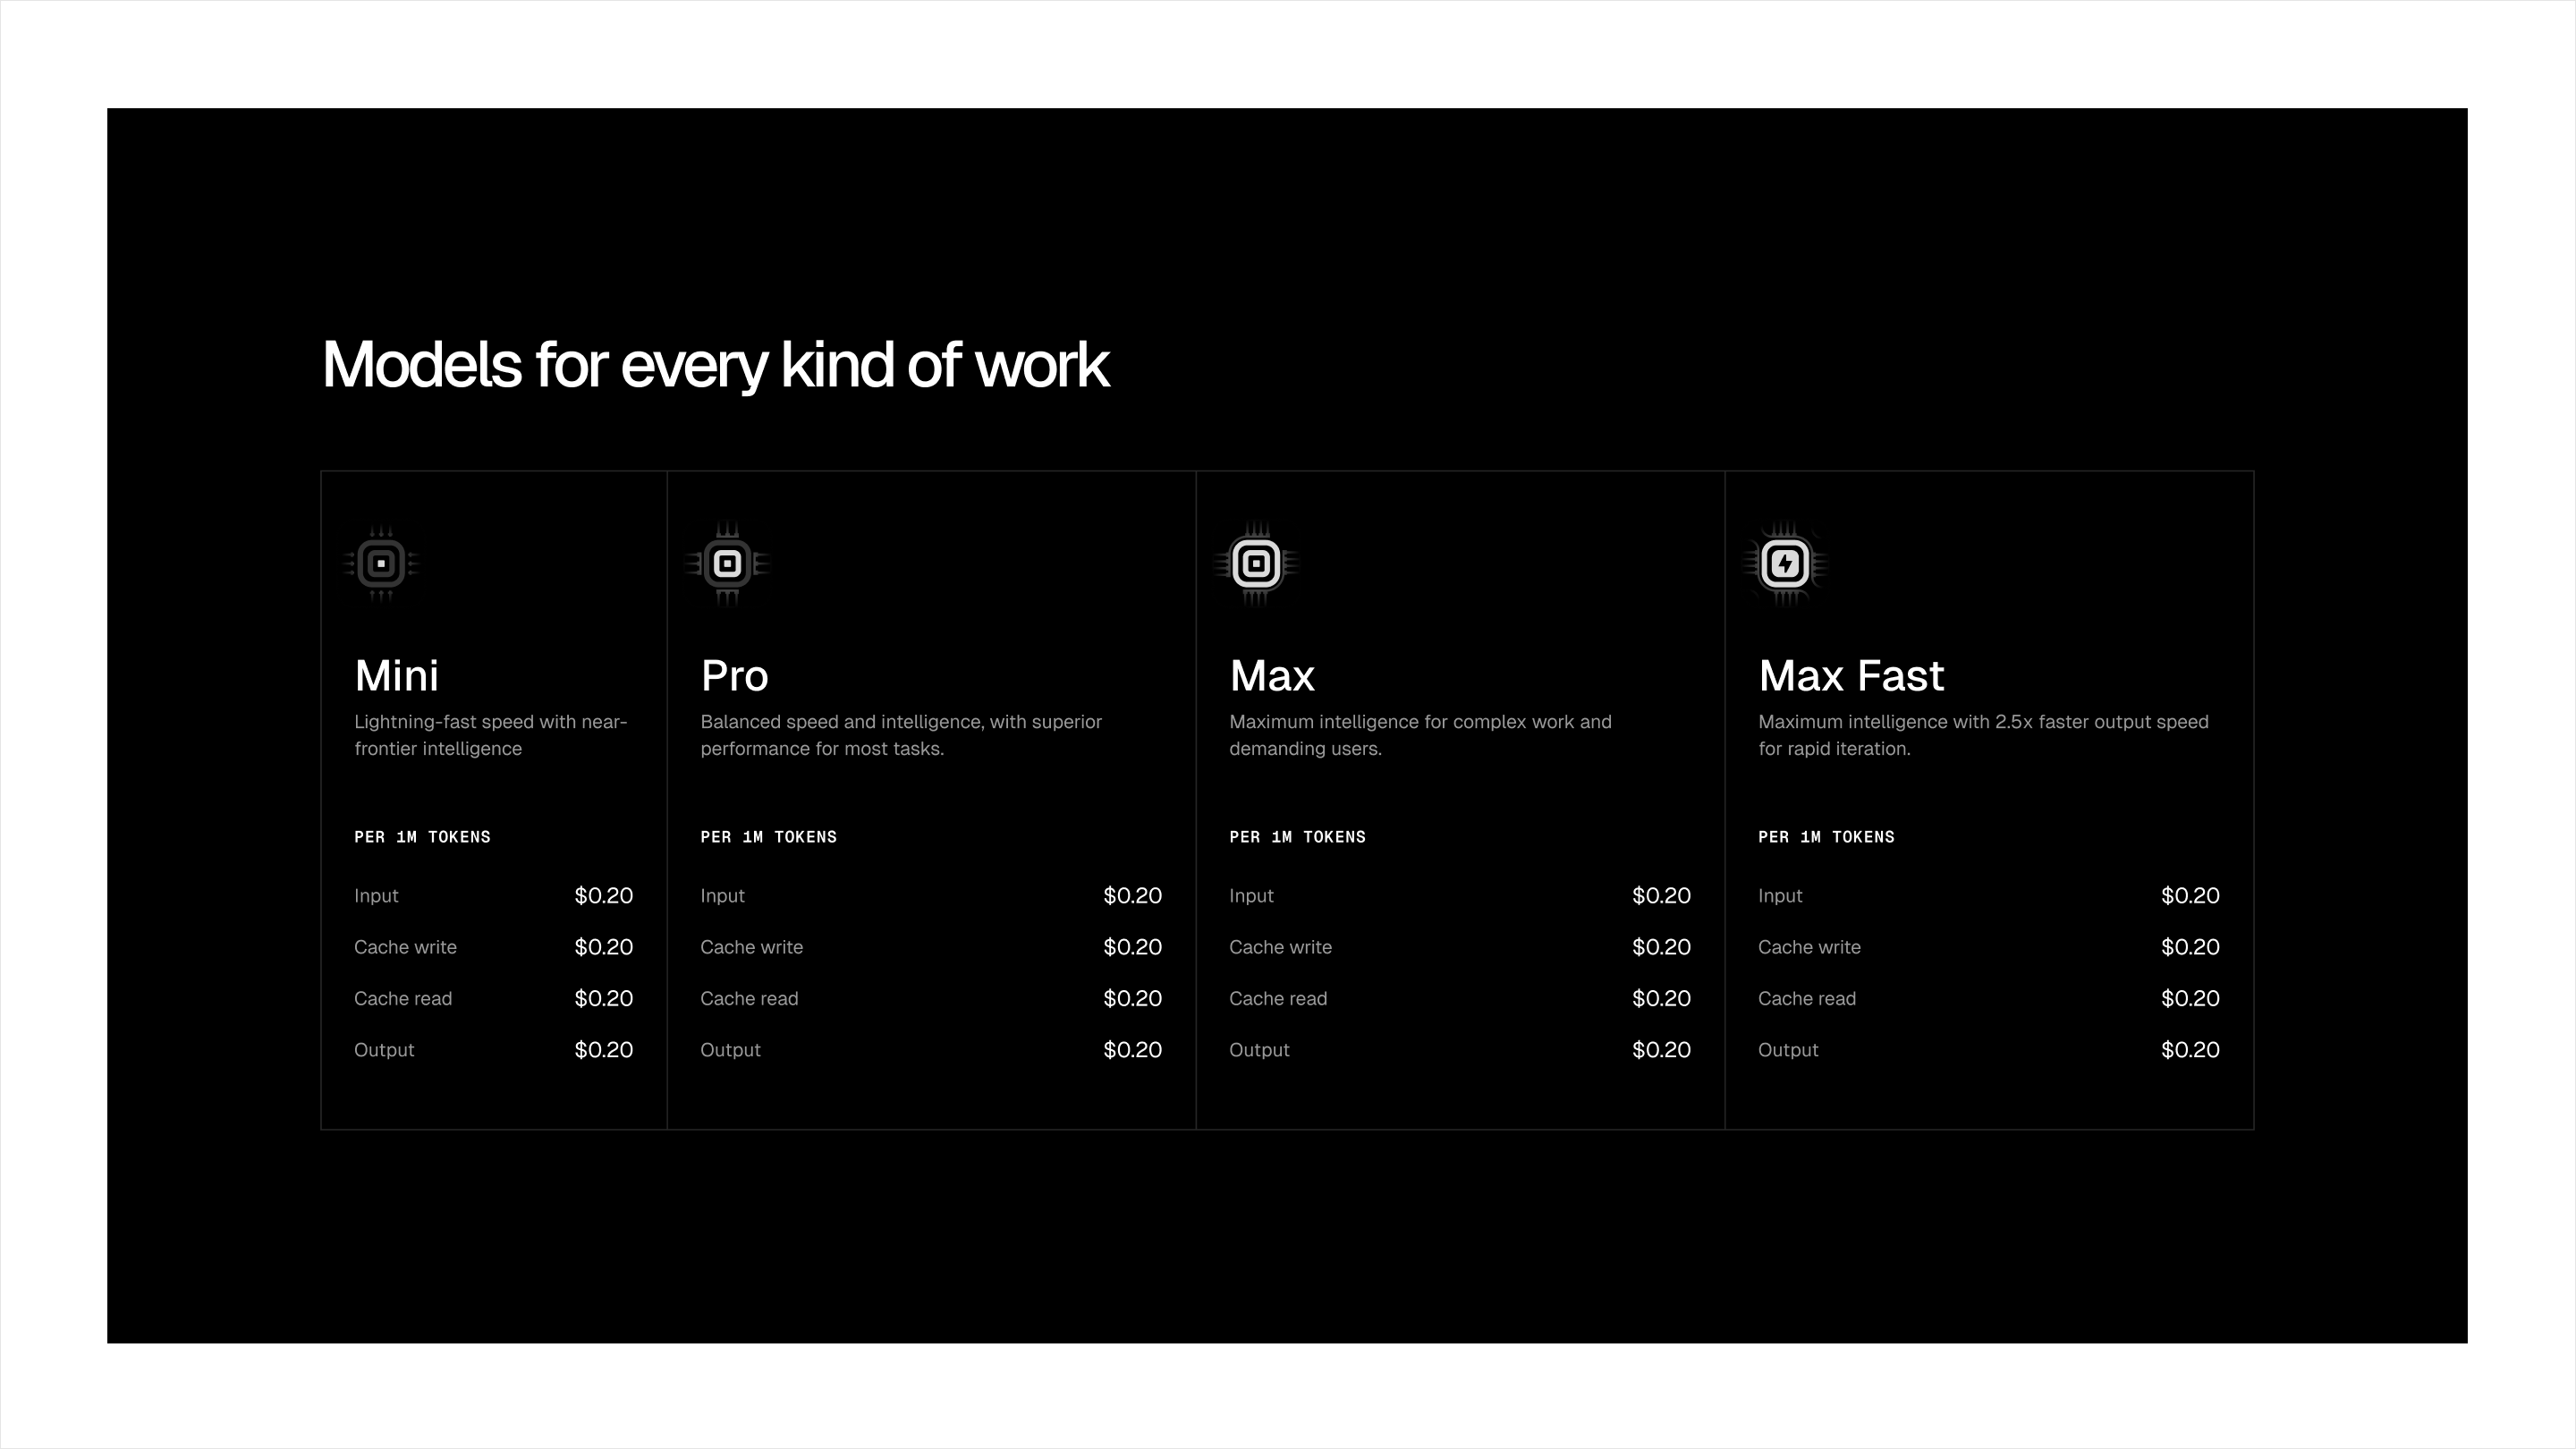 Models for every kind of work
Mini
Lightning-fast speed with near-
frontier intelligence
PER 1M TOKENS
Input $0.20
Cache write $0.20
Cache read $0.20
Output $0.20
Pro
Balanced speed and intelligence, with superior
performance for most tasks.
PER 1M TOKENS
Input $0.20
Cache write $0.20
Cache read $0.20
Output $0.20
Max
Maximum intelligence for complex work and
demanding users.
PER 1M TOKENS
Input $0.20
Cache write $0.20
Cache read $0.20
Output $0.20
Max Fast
Maximum intelligence with 2.5x faster output speed
for rapid iteration.
PER 1M TOKENS
Input $0.20
Cache write $0.20
Cache read $0.20
Output $0.20